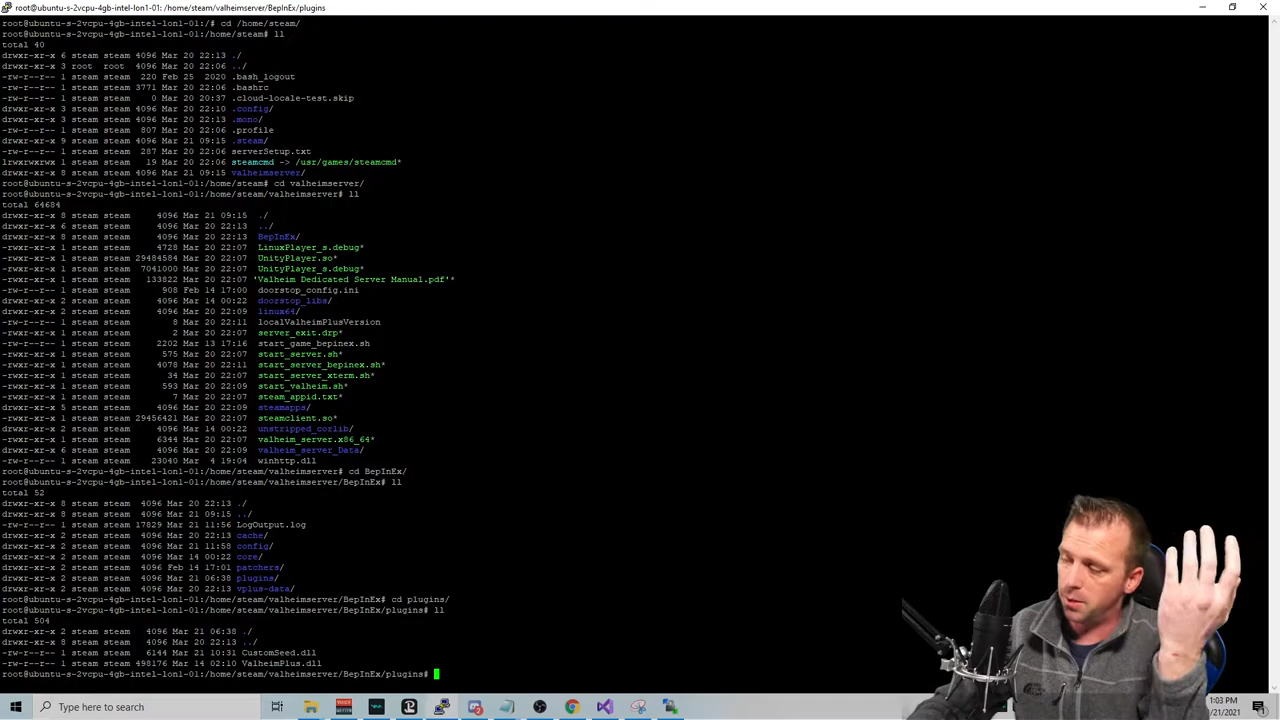 root@ubuntu-s-2vcpu-4gb-intel-lon1-01: /home/steam/valheimserver/BepInEx/plugins
root@ubuntu-s-2vcpu-4gb-intel-lon1-01:/# cd /home/steam/
root@ubuntu-s-2vcpu-4gb-intel-lon1-01:/home/steam# ll
total 40
drwxr-xr-x 6 steam steam 4096 Mar 20 22:13 ./
drwxr-xr-x 3 root  root  4096 Mar 20 22:06 ../
-rw-r--r-- 1 steam steam  220 Feb 25  2020 .bash_logout
-rw-r--r-- 1 steam steam 3771 Mar 20 22:06 .bashrc
-rw-r--r-- 1 steam steam    0 Mar 20 20:37 .cloud-locale-test.skip
drwxr-xr-x 3 steam steam 4096 Mar 20 22:10 .config/
drwxr-xr-x 3 steam steam 4096 Mar 20 22:13 .mono/
-rw-r--r-- 1 steam steam  807 Mar 20 22:06 .profile
drwxr-xr-x 9 steam steam 4096 Mar 21 09:15 .steam/
-rw-r--r-- 1 steam steam  287 Mar 20 22:06 serverSetup.txt
lrwxrwxrwx 1 steam steam   19 Mar 20 22:06 steamcmd -> /usr/games/steamcmd*
drwxr-xr-x 8 steam steam 4096 Mar 21 09:15 valheimserver/
root@ubuntu-s-2vcpu-4gb-intel-lon1-01:/home/steam# cd valheimserver/
root@ubuntu-s-2vcpu-4gb-intel-lon1-01:/home/steam/valheimserver# ll
total 64684
drwxr-xr-x 8 steam steam     4096 Mar 21 09:15 ./
drwxr-xr-x 6 steam steam     4096 Mar 20 22:13 ../
drwxr-xr-x 8 steam steam     4096 Mar 20 22:13 BepInEx/
-rwxr-xr-x 1 steam steam     4728 Mar 20 22:07 LinuxPlayer_s.debug*
-rwxr-xr-x 1 steam steam 29484584 Mar 20 22:07 UnityPlayer.so*
-rwxr-xr-x 1 steam steam  7041000 Mar 20 22:07 UnityPlayer_s.debug*
-rwxr-xr-x 1 steam steam   133822 Mar 20 22:07 'Valheim Dedicated Server Manual.pdf'*
-rw-r--r-- 1 steam steam      908 Feb 14 17:00 doorstop_config.ini
drwxr-xr-x 2 steam steam     4096 Mar 14 00:22 doorstop_libs/
drwxr-xr-x 2 steam steam     4096 Mar 20 22:09 linux64/
-rw-r--r-- 1 steam steam        8 Mar 20 22:11 localValheimPlusVersion
-rwxr-xr-x 1 steam steam        2 Mar 20 22:07 server_exit.drp*
-rw-r--r-- 1 steam steam     2202 Mar 13 17:16 start_game_bepinex.sh
-rwxr-xr-x 1 steam steam      575 Mar 20 22:07 start_server.sh*
-rwxr-xr-x 1 steam steam     4078 Mar 20 22:11 start_server_bepinex.sh*
-rwxr-xr-x 1 steam steam       34 Mar 20 22:07 start_server_xterm.sh*
-rwxr-xr-x 1 steam steam      593 Mar 20 22:09 start_valheim.sh*
-rwxr-xr-x 1 steam steam        7 Mar 20 22:07 steam_appid.txt*
drwxr-xr-x 5 steam steam     4096 Mar 20 22:09 steamapps/
-rwxr-xr-x 1 steam steam 29456421 Mar 20 22:07 steamclient.so*
drwxr-xr-x 2 steam steam     4096 Mar 14 00:22 unstripped_corlib/
-rwxr-xr-x 1 steam steam     6344 Mar 20 22:07 valheim_server.x86_64*
drwxr-xr-x 6 steam steam     4096 Mar 20 22:09 valheim_server_Data/
-rw-r--r-- 1 steam steam    23040 Mar  4 19:04 winhttp.dll
root@ubuntu-s-2vcpu-4gb-intel-lon1-01:/home/steam/valheimserver# cd BepInEx/
root@ubuntu-s-2vcpu-4gb-intel-lon1-01:/home/steam/valheimserver/BepInEx# ll
total 52
drwxr-xr-x 8 steam steam  4096 Mar 20 22:13 ./
drwxr-xr-x 8 steam steam  4096 Mar 21 09:15 ../
-rw-r--r-- 1 steam steam 17829 Mar 21 11:56 LogOutput.log
drwxr-xr-x 2 steam steam  4096 Mar 20 22:13 cache/
drwxr-xr-x 2 steam steam  4096 Mar 21 11:58 config/
drwxr-xr-x 2 steam steam  4096 Mar 14 00:22 core/
drwxr-xr-x 2 steam steam  4096 Feb 14 17:01 patchers/
drwxr-xr-x 2 steam steam  4096 Mar 21 06:38 plugins/
drwxr-xr-x 2 steam steam  4096 Mar 20 22:13 vplus-data/
root@ubuntu-s-2vcpu-4gb-intel-lon1-01:/home/steam/valheimserver/BepInEx# cd plugins/
root@ubuntu-s-2vcpu-4gb-intel-lon1-01:/home/steam/valheimserver/BepInEx/plugins# ll
total 504
drwxr-xr-x 2 steam steam   4096 Mar 21 06:38 ./
drwxr-xr-x 8 steam steam   4096 Mar 20 22:13 ../
-rw-r--r-- 1 steam steam   6144 Mar 21 10:31 CustomSeed.dll
-rw-r--r-- 1 steam steam 498176 Mar 14 02:10 ValheimPlus.dll
root@ubuntu-s-2vcpu-4gb-intel-lon1-01:/home/steam/valheimserver/BepInEx/plugins#
Type here to search
1:03 PM